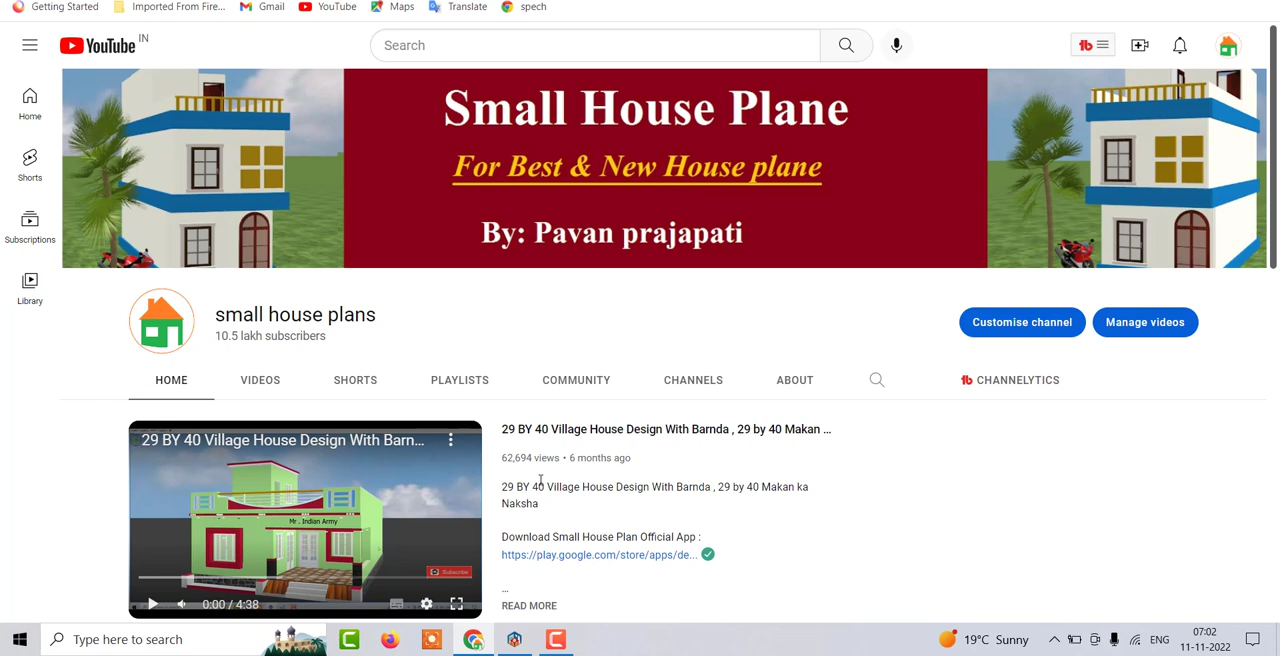 Getting Started Imported From Fire... Gmail YouTube Maps Translate spech
YouTube IN
Search
Small House Plane
For Best & New House plane
By: Pavan prajapati
Home
Shorts
Subscriptions
Library
small house plans
10.5 lakh subscribers
Customise channel
Manage videos
HOME VIDEOS SHORTS PLAYLISTS COMMUNITY CHANNELS ABOUT tb CHANNELYTICS
29 BY 40 Village House Design With Barn...
Mr . Indian Army
Subscribe
0:00 / 4:38
29 BY 40 Village House Design With Barnda , 29 by 40 Makan ...
62,694 views • 6 months ago
29 BY 40 Village House Design With Barnda , 29 by 40 Makan ka
Naksha
Download Small House Plan Official App :
https://play.google.com/store/apps/de...
...
READ MORE
Type here to search
19°C Sunny
ENG
07:02
11-11-2022